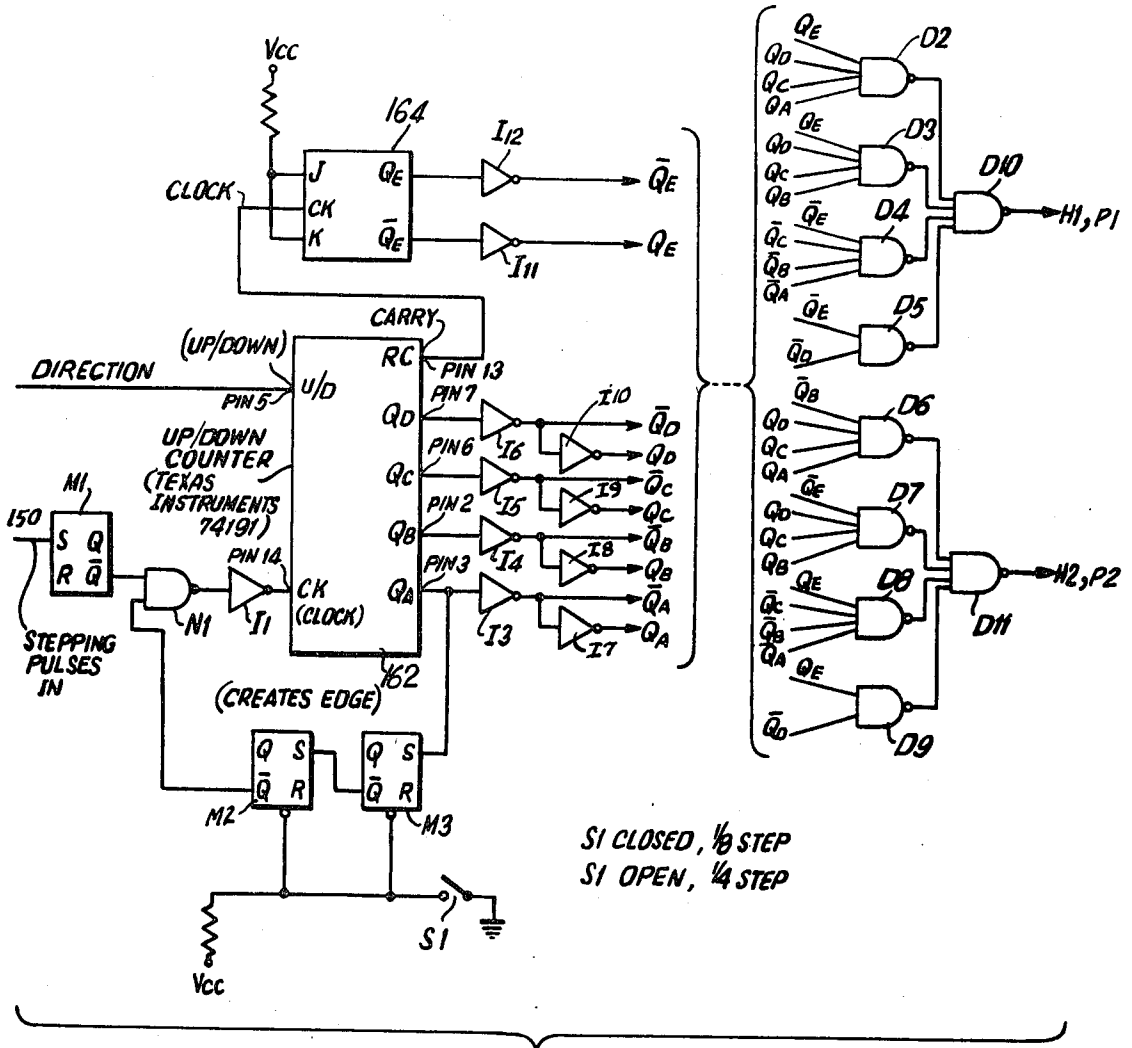 Vcc
164
J
CK
K
QE
Q̄E
CLOCK
I12
I11
Q̄E
QE
CARRY
(UP/DOWN)
DIRECTION
PIN 5
U/D
RC
PIN 13
PIN 7
QD
I6
I10
Q̄D
QD
UP/DOWN
COUNTER
(TEXAS
INSTRUMENTS
74191)
PIN 6
QC
I5
I9
Q̄C
QC
PIN 2
QB
I4
I8
Q̄B
QB
PIN 3
QA
I3
I7
Q̄A
QA
M1
150
S Q
R Q̄
STEPPING
PULSES
IN
N1
I1
PIN 14
CK
(CLOCK)
162
(CREATES EDGE)
Q S
Q̄ R
M2
Q S
Q̄ R
M3
S1
Vcc
S1 CLOSED, 1/8 STEP
S1 OPEN, 1/4 STEP
QE
QD
QC
QA
D2
QE
QD
QC
QB
D3
Q̄E
Q̄C
Q̄B
Q̄A
D4
Q̄E
Q̄D
D5
D10
H1, P1
Q̄B
QD
QC
QA
D6
Q̄E
QD
QC
QB
D7
QE
Q̄C
Q̄B
Q̄A
D8
QE
Q̄D
D9
D11
H2, P2